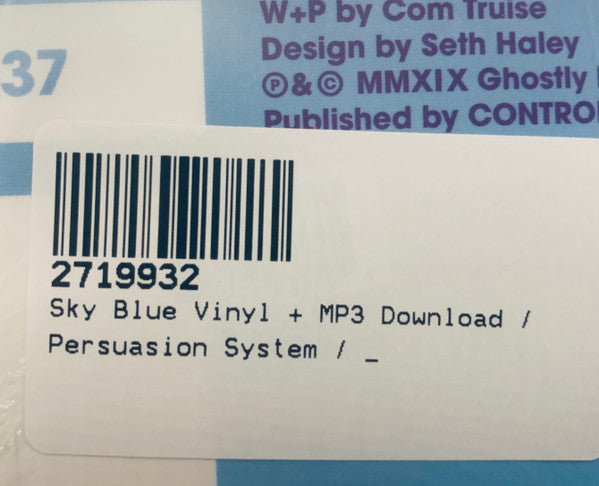 37
W+P by Com Truise
Design by Seth Haley
℗&© MMXIX Ghostly
Published by CONTRO
2719932
Sky Blue Vinyl + MP3 Download /
Persuasion System / _